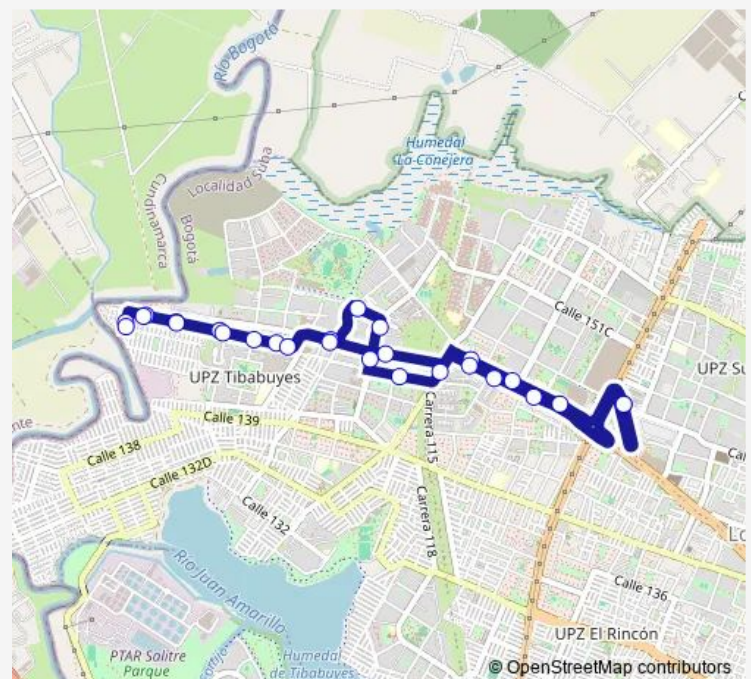 Río Bogotá
Humedal
La-Conejera
Localidad Suba
Cundinamarca
Bogotá
Calle 151C
UPZ Su
UPZ Tibabuyes
Calle 139
Carrera 115
Calle 138
Calle 132D
Cal
Lo
Calle 132
Carrera 118
Río Juan Amarillo
Calle 136
UPZ El Rincón
PTAR Salitre
Parque
Humedal
de Tibabuyes
© OpenStreetMap contributors